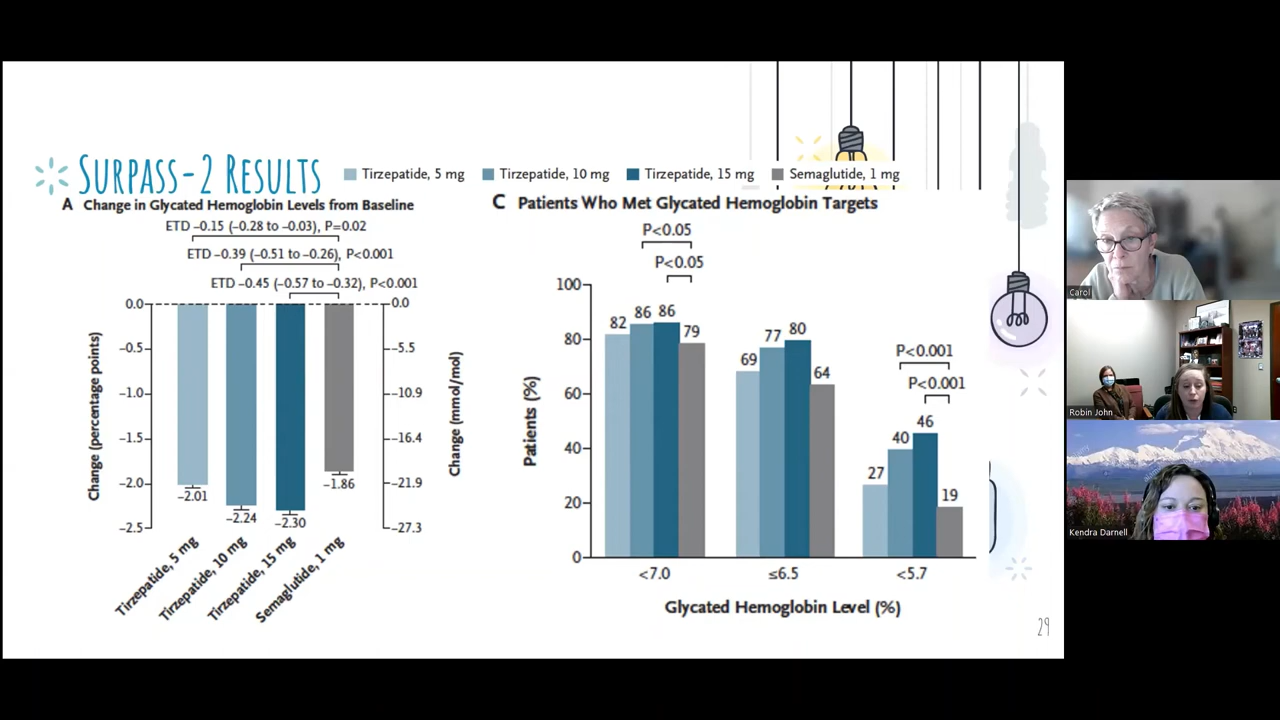 SURPASS-2 RESULTS
Tirzepatide, 5 mg
Tirzepatide, 10 mg
Tirzepatide, 15 mg
Semaglutide, 1 mg
A Change in Glycated Hemoglobin Levels from Baseline
ETD −0.15 (−0.28 to −0.03), P=0.02
ETD −0.39 (−0.51 to −0.26), P<0.001
ETD −0.45 (−0.57 to −0.32), P<0.001
Change (percentage points)
0.0
−0.5
−1.0
−1.5
−2.0
−2.5
−2.01
−2.24
−2.30
−1.86
0.0
−5.5
−10.9
−16.4
−21.9
−27.3
Change (mmol/mol)
Tirzepatide, 5 mg
Tirzepatide, 10 mg
Tirzepatide, 15 mg
Semaglutide, 1 mg
C Patients Who Met Glycated Hemoglobin Targets
P<0.05
P<0.05
P<0.001
P<0.001
Patients (%)
100
80
60
40
20
0
82 86 86 79
69 77 80 64
27 40 46 19
<7.0
≤6.5
<5.7
Glycated Hemoglobin Level (%)
29
Carol
Robin John
Kendra Darnell